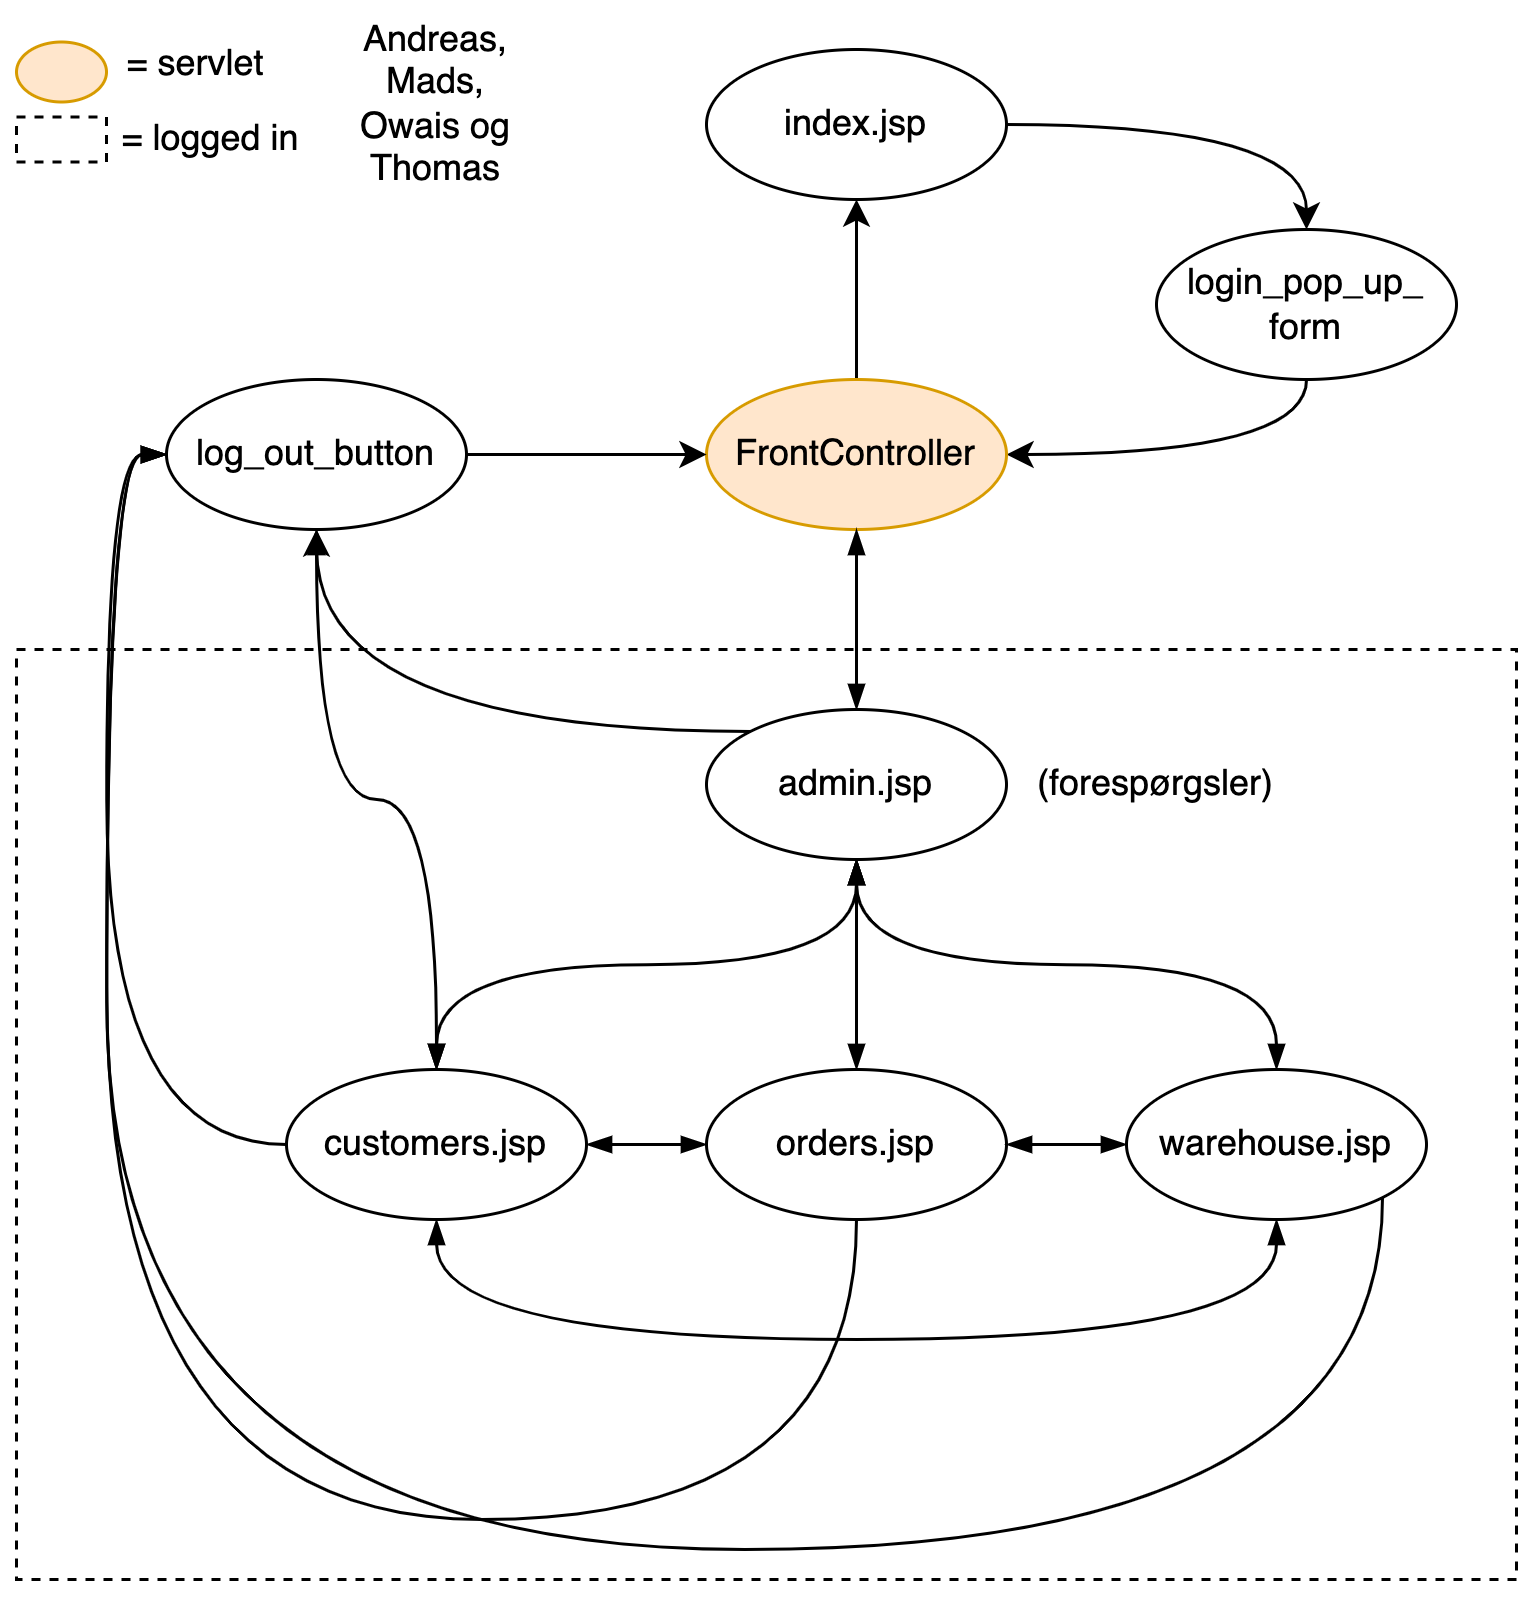 = servlet
= logged in
Andreas,
Mads,
Owais og
Thomas
index.jsp
login_pop_up_
form
log_out_button
FrontController
admin.jsp
(forespørgsler)
customers.jsp
orders.jsp
warehouse.jsp